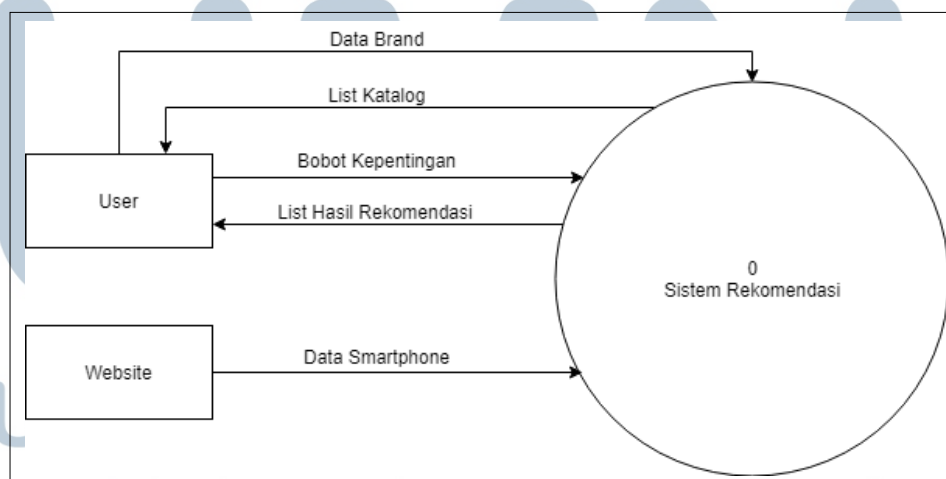 Data Brand
List Katalog
Bobot Kepentingan
User
List Hasil Rekomendasi
0
Sistem Rekomendasi
Data Smartphone
Website